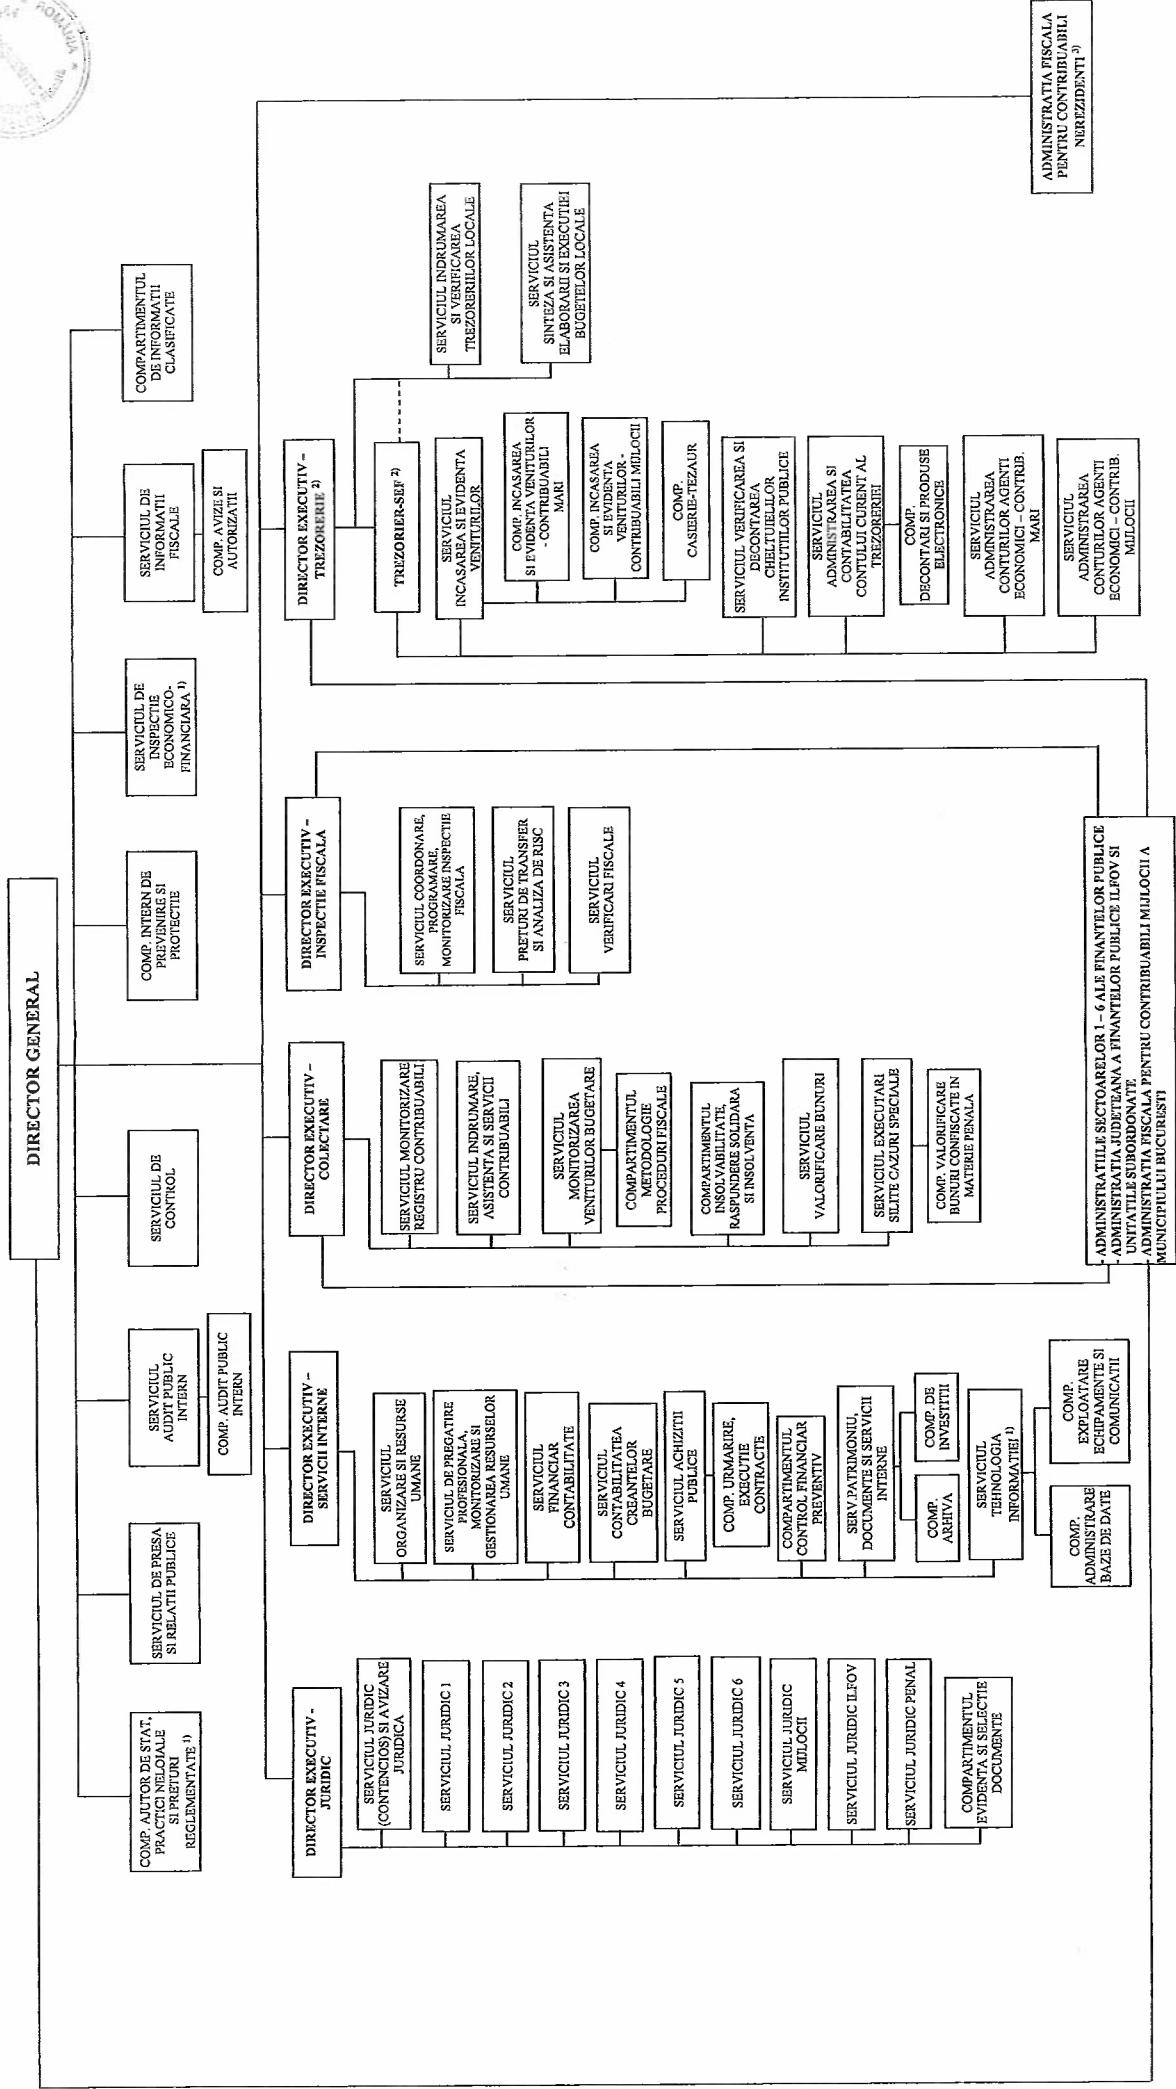 ROMANIA
DIRECTOR GENERAL
COMP. AJUTOR DE STAT,
PRACTICI NELOIALE
SI PRETURI
REGLEMENTATE 1)
SERVICIUL DE PRESA
SI RELATII PUBLICE
SERVICIUL
AUDIT PUBLIC
INTERN
COMP. AUDIT PUBLIC
INTERN
SERVICIUL DE
CONTROL
COMP. INTERN DE
PREVENIRE SI
PROTECTIE
SERVICIUL DE
INSPECTIE
ECONOMICO-
FINANCIARA 1)
SERVICIUL DE
INFORMATII
FISCALE
COMP. AVIZE SI
AUTORIZATII
COMPARTIMENTUL
DE INFORMATII
CLASIFICATE
DIRECTOR EXECUTIV -
JURIDIC
SERVICIUL JURIDIC
(CONTENCIOS) SI AVIZARE
JURIDICA
SERVICIUL JURIDIC 1
SERVICIUL JURIDIC 2
SERVICIUL JURIDIC 3
SERVICIUL JURIDIC 4
SERVICIUL JURIDIC 5
SERVICIUL JURIDIC 6
SERVICIUL JURIDIC
MIJLOCII
SERVICIUL JURIDIC ILFOV
SERVICIUL JURIDIC PENAL
COMPARTIMENTUL
EVIDENTA SI SELECTIE
DOCUMENTE
DIRECTOR EXECUTIV –
SERVICII INTERNE
SERVICIUL
ORGANIZARE SI RESURSE
UMANE
SERVICIUL DE PREGATIRE
PROFESIONALA,
MONITORIZARE SI
GESTIONAREA RESURSELOR
UMANE
SERVICIUL
FINANCIAR
CONTABILITATE
SERVICIUL
CONTABILITATEA
CREANTELOR
BUGETARE
SERVICIUL ACHIZITII
PUBLICE
COMP. URMARIRE,
EXECUTIE
CONTRACTE
COMPARTIMENTUL
CONTROL FINANCIAR
PREVENTIV
SERV.PATRIMONIU,
DOCUMENTE SI SERVICII
INTERNE
COMP.
ARHIVA
COMP. DE
INVESTITII
SERVICIUL
TEHNOLOGIA
INFORMATIEI 1)
COMP.
ADMINISTRARE
BAZE DE DATE
COMP.
EXPLOATARE
ECHIPAMENTE SI
COMUNICATII
DIRECTOR EXECUTIV –
COLECTARE
SERVICIUL MONITORIZARE
REGISTRU CONTRIBUABILI
SERVICIUL INDRUMARE,
ASISTENTA SI SERVICII
CONTRIBUABILI
SERVICIUL
MONITORIZAREA
VENITURILOR BUGETARE
COMPARTIMENTUL
METODOLOGIE
PROCEDURI FISCALE
COMPARTIMENTUL
INSOLVABILITATE,
RASPUNDERE SOLIDARA
SI INSOLVENTA
SERVICIUL
VALORIFICARE BUNURI
SERVICIUL EXECUTARI
SILITE CAZURI SPECIALE
COMP. VALORIFICARE
BUNURI CONFISCATE IN
MATERIE PENALA
DIRECTOR EXECUTIV –
INSPECTIE FISCALA
SERVICIUL COORDONARE,
PROGRAMARE,
MONITORIZARE INSPECTIE
FISCALA
SERVICIUL
PRETURI DE TRANSFER
SI ANALIZA DE RISC
SERVICIUL
VERIFICARI FISCALE
DIRECTOR EXECUTIV –
TREZORERIE 2)
TREZORIER-SEF 2)
SERVICIUL
INCASAREA SI EVIDENTA
VENITURILOR
COMP. INCASAREA
SI EVIDENTA VENITURILOR
- CONTRIBUABILI
MARI
COMP. INCASAREA
SI EVIDENTA
VENITURILOR -
CONTRIBUABILI MIJLOCII
COMP.
CASIERIE-TEZAUR
SERVICIUL VERIFICAREA SI
DECONTAREA
CHELTUIELILOR
INSTITUTIILOR PUBLICE
SERVICIUL
ADMINISTRAREA SI
CONTABILITATEA
CONTULUI CURENT AL
TREZORERIEI
COMP.
DECONTARI SI PRODUSE
ELECTRONICE
SERVICIUL
ADMINISTRAREA
CONTURILOR AGENTI
ECONOMICI – CONTRIB.
MARI
SERVICIUL
ADMINISTRAREA
CONTURILOR AGENTI
ECONOMICI – CONTRIB.
MIJLOCII
SERVICIUL INDRUMAREA
SI VERIFICAREA
TREZORERIILOR LOCALE
SERVICIUL
SINTEZA SI ASISTENTA
ELABORARII SI EXECUTIEI
BUGETELOR LOCALE
- ADMINISTRATIILE SECTOARELOR 1 – 6 ALE FINANTELOR PUBLICE
- ADMINISTRATIA JUDETEANA A FINANTELOR PUBLICE ILFOV SI
UNITATILE SUBORDONATE
- ADMINISTRATIA FISCALA PENTRU CONTRIBUABILI MIJLOCII A
MUNICIPIULUI BUCURESTI
ADMINISTRATIA FISCALA
PENTRU CONTRIBUABILI
NEREZIDENTI 3)